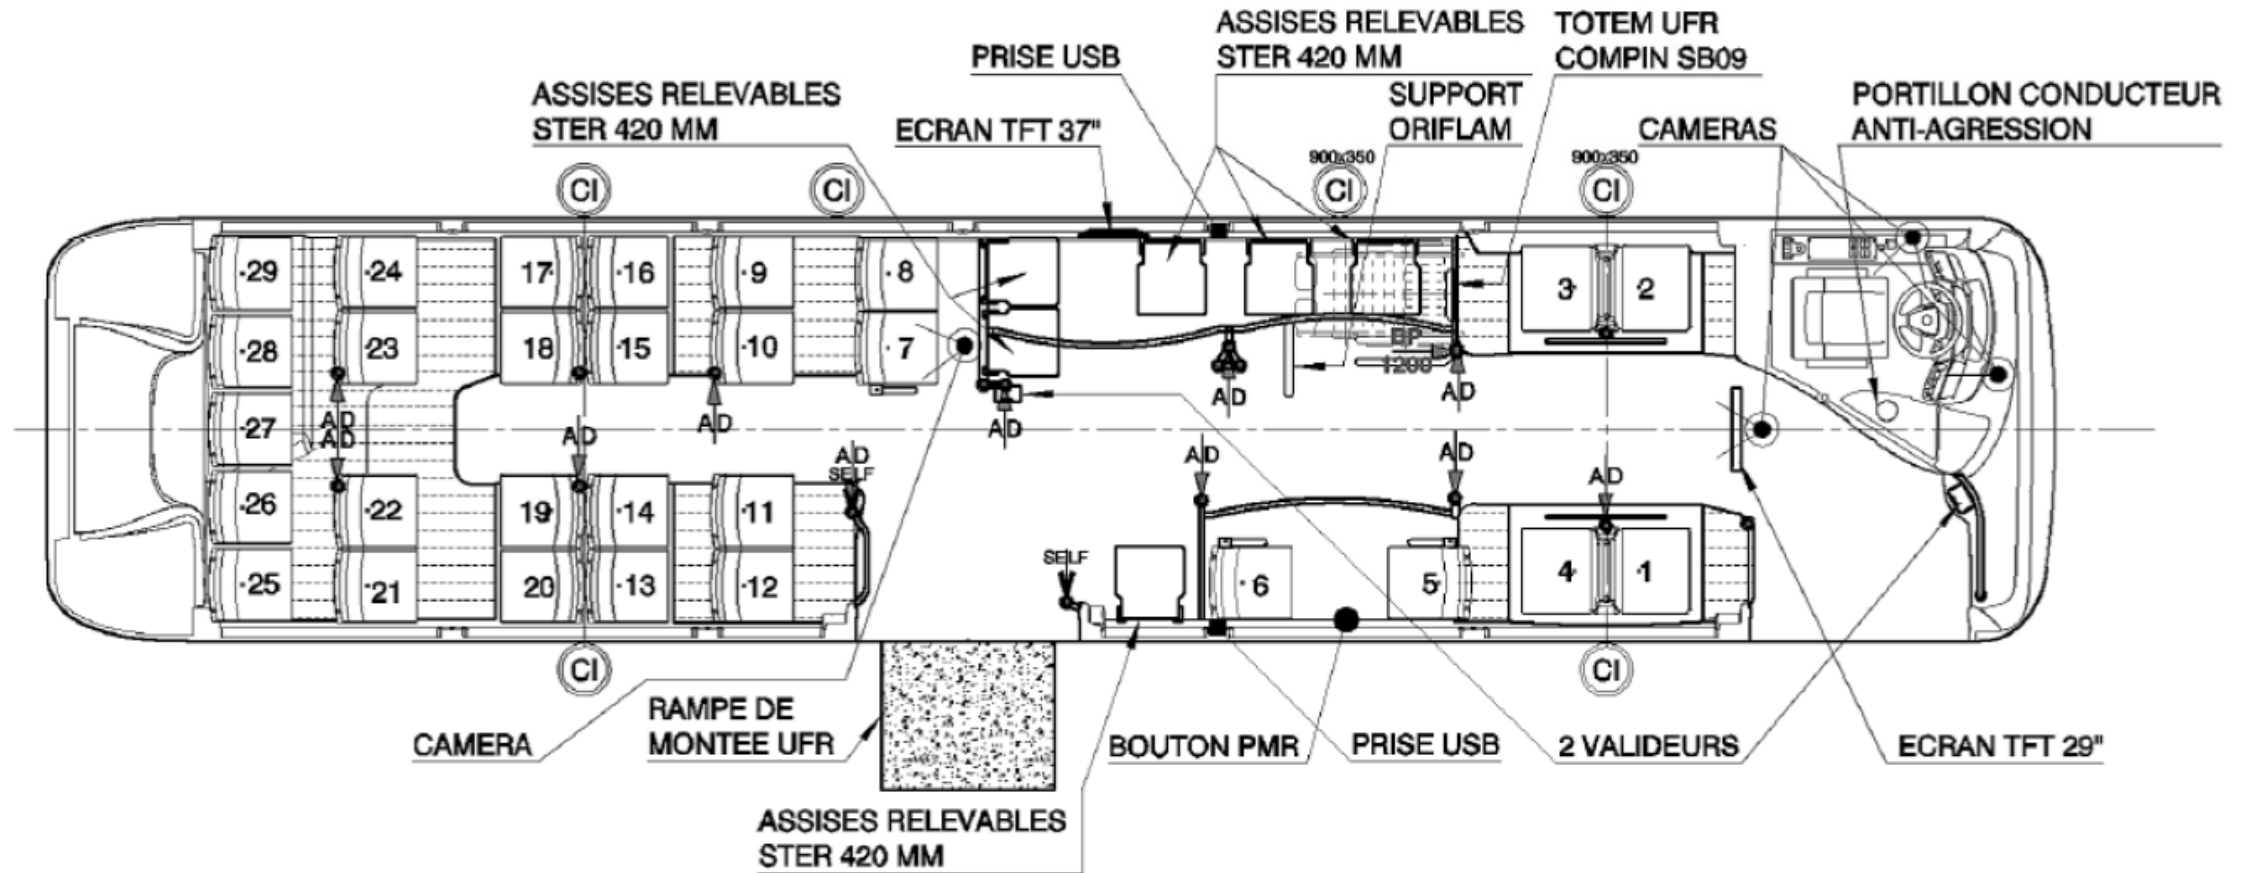 ASSISES RELEVABLES
STER 420 MM
TOTEM UFR
COMPIN SB09
PRISE USB
ASSISES RELEVABLES
STER 420 MM
ECRAN TFT 37"
SUPPORT
ORIFLAM
CAMERAS
PORTILLON CONDUCTEUR
ANTI-AGRESSION
900x350
900x350
CI
CI
CI
CI
29
24
17
16
9
8
3
2
28
23
18
15
10
7
BP
1200
AD
AD
AD
AD
AD
27
AD
AD
AD
SELF
AD
AD
AD
26
22
19
14
11
SELF
25
21
20
13
12
6
5
4
1
CI
CI
RAMPE DE
MONTEE UFR
CAMERA
BOUTON PMR
PRISE USB
2 VALIDEURS
ECRAN TFT 29"
ASSISES RELEVABLES
STER 420 MM